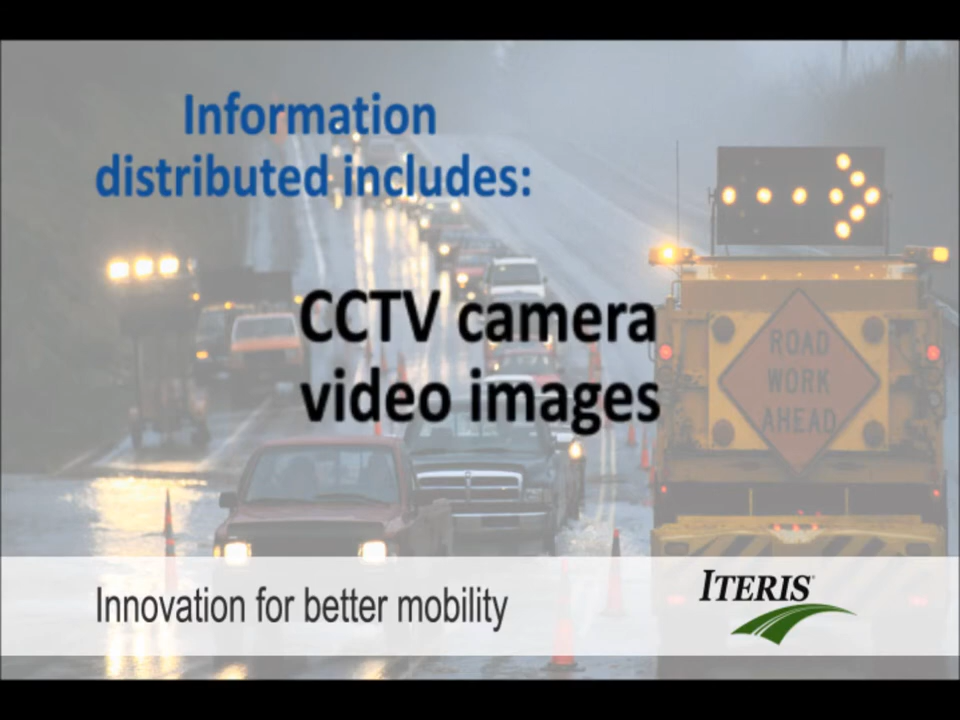 Information
distributed includes:
CCTV camera
video images
ROAD
WORK
AHEAD
Innovation for better mobility
ITERIS